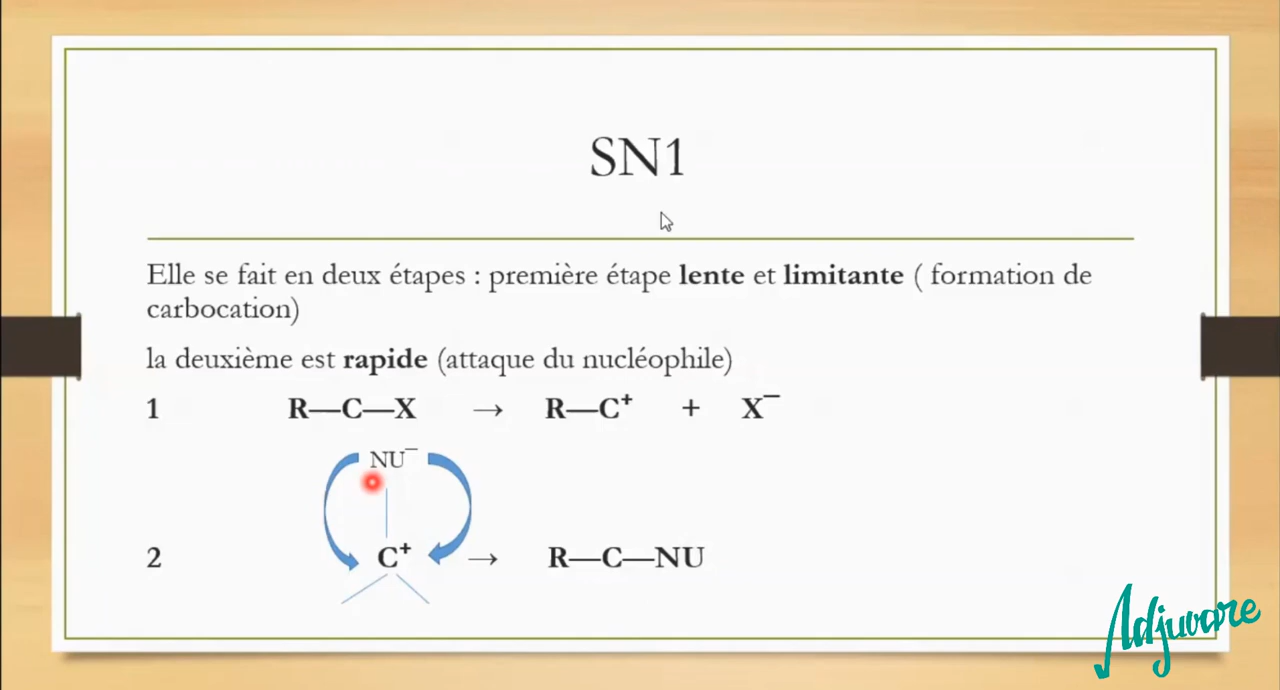 SN1
Elle se fait en deux étapes : première étape lente et limitante ( formation de
carbocation)
la deuxième est rapide (attaque du nucléophile)
1 R—C—X → R—C⁺ + X⁻
NU⁻
2 C⁺ → R—C—NU
Adjuvare